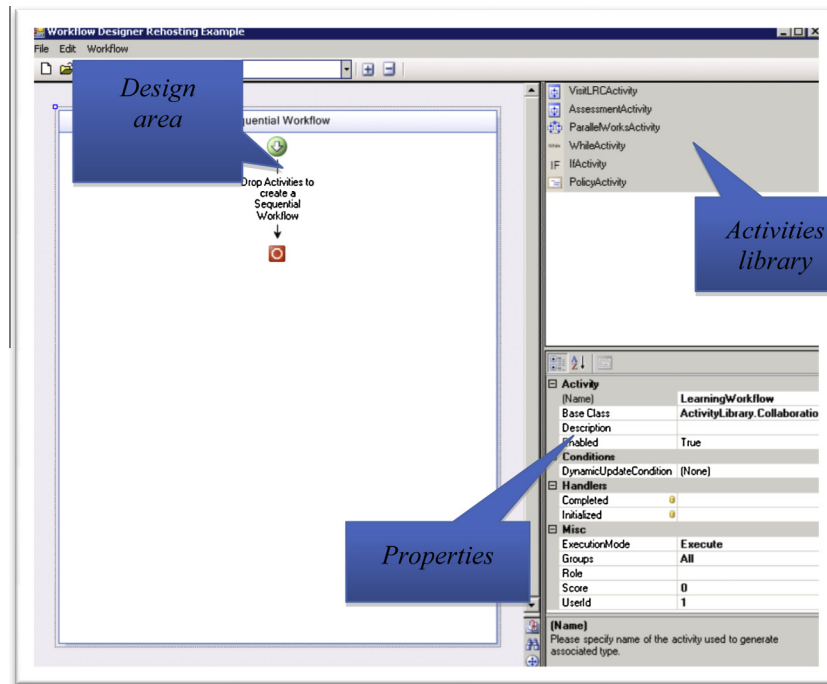 Workflow Designer Rehosting Example
File Edit Workflow
Design
area
quential Workflow
Drop Activities to
create a
Sequential
Workflow
VisitLRCActivity
AssessmentActivity
ParallelWorksActivity
WhileActivity
IF IfActivity
PolicyActivity
Activities
library
Activity
(Name) LearningWorkflow
Base Class ActivityLibrary.Collaboratio
Description
Enabled True
Conditions
DynamicUpdateCondition (None)
Handlers
Completed
Initialized
Misc
ExecutionMode Execute
Groups All
Role
Score 0
UserId 1
Properties
(Name)
Please specify name of the activity used to generate
associated type.